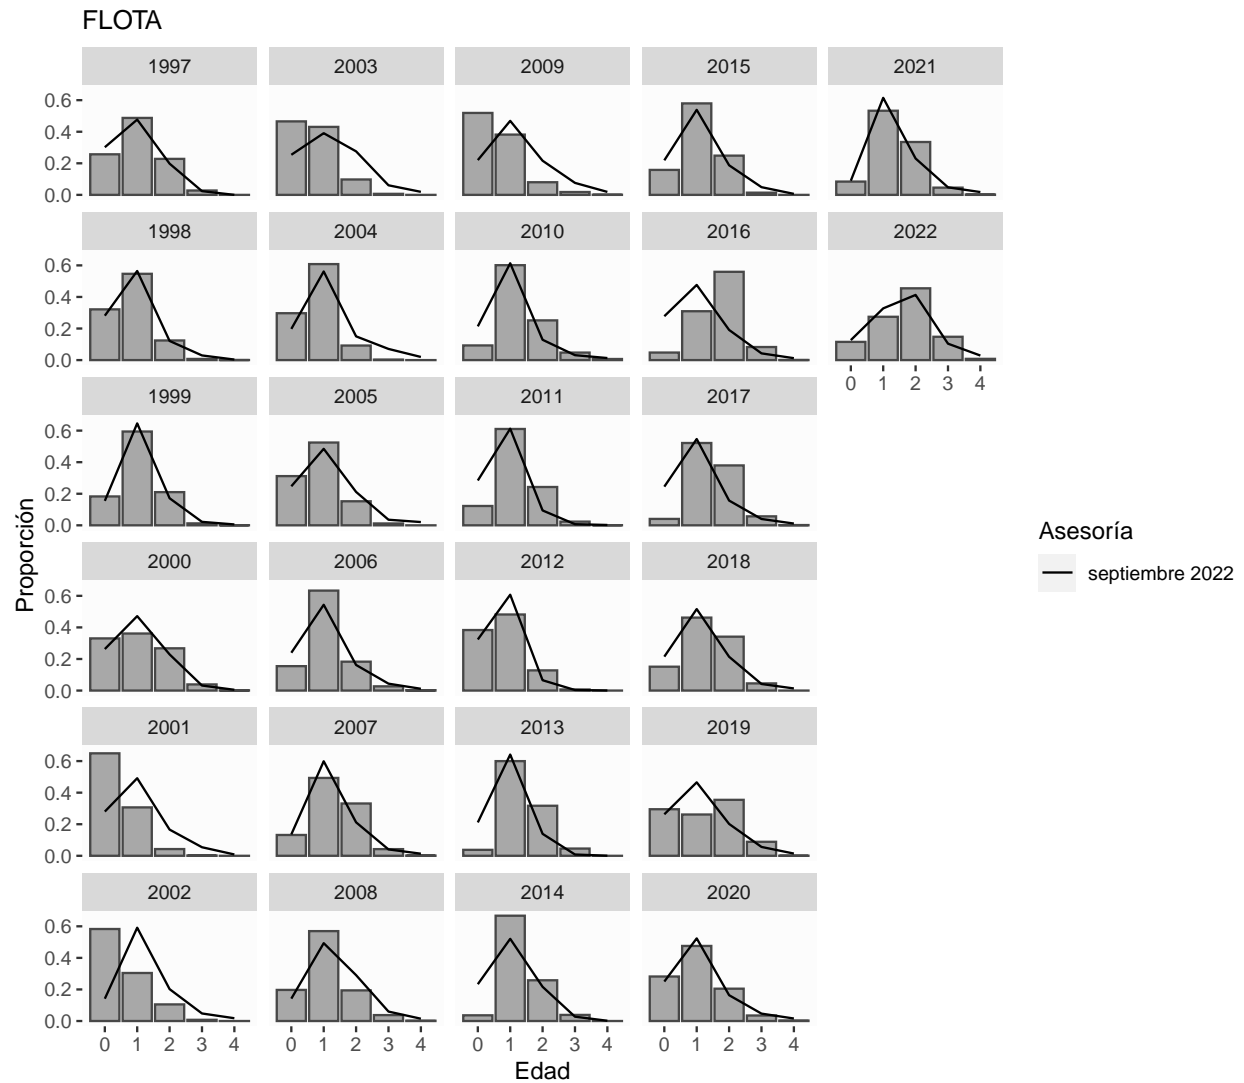 FLOTA
1997 2003 2009 2015 2021
0.6
0.4
0.2
0.0
1998 2004 2010 2016 2022
0.6
0.4
0.2
0.0
0 1 2 3 4
1999 2005 2011 2017
0.6
0.4
0.2
0.0
2000 2006 2012 2018
0.6
0.4
0.2
0.0
2001 2007 2013 2019
0.6
0.4
0.2
0.0
2002 2008 2014 2020
0.6
0.4
0.2
0.0
0 1 2 3 4 0 1 2 3 4 0 1 2 3 4 0 1 2 3 4
Edad
Proporción
Asesoría
septiembre 2022